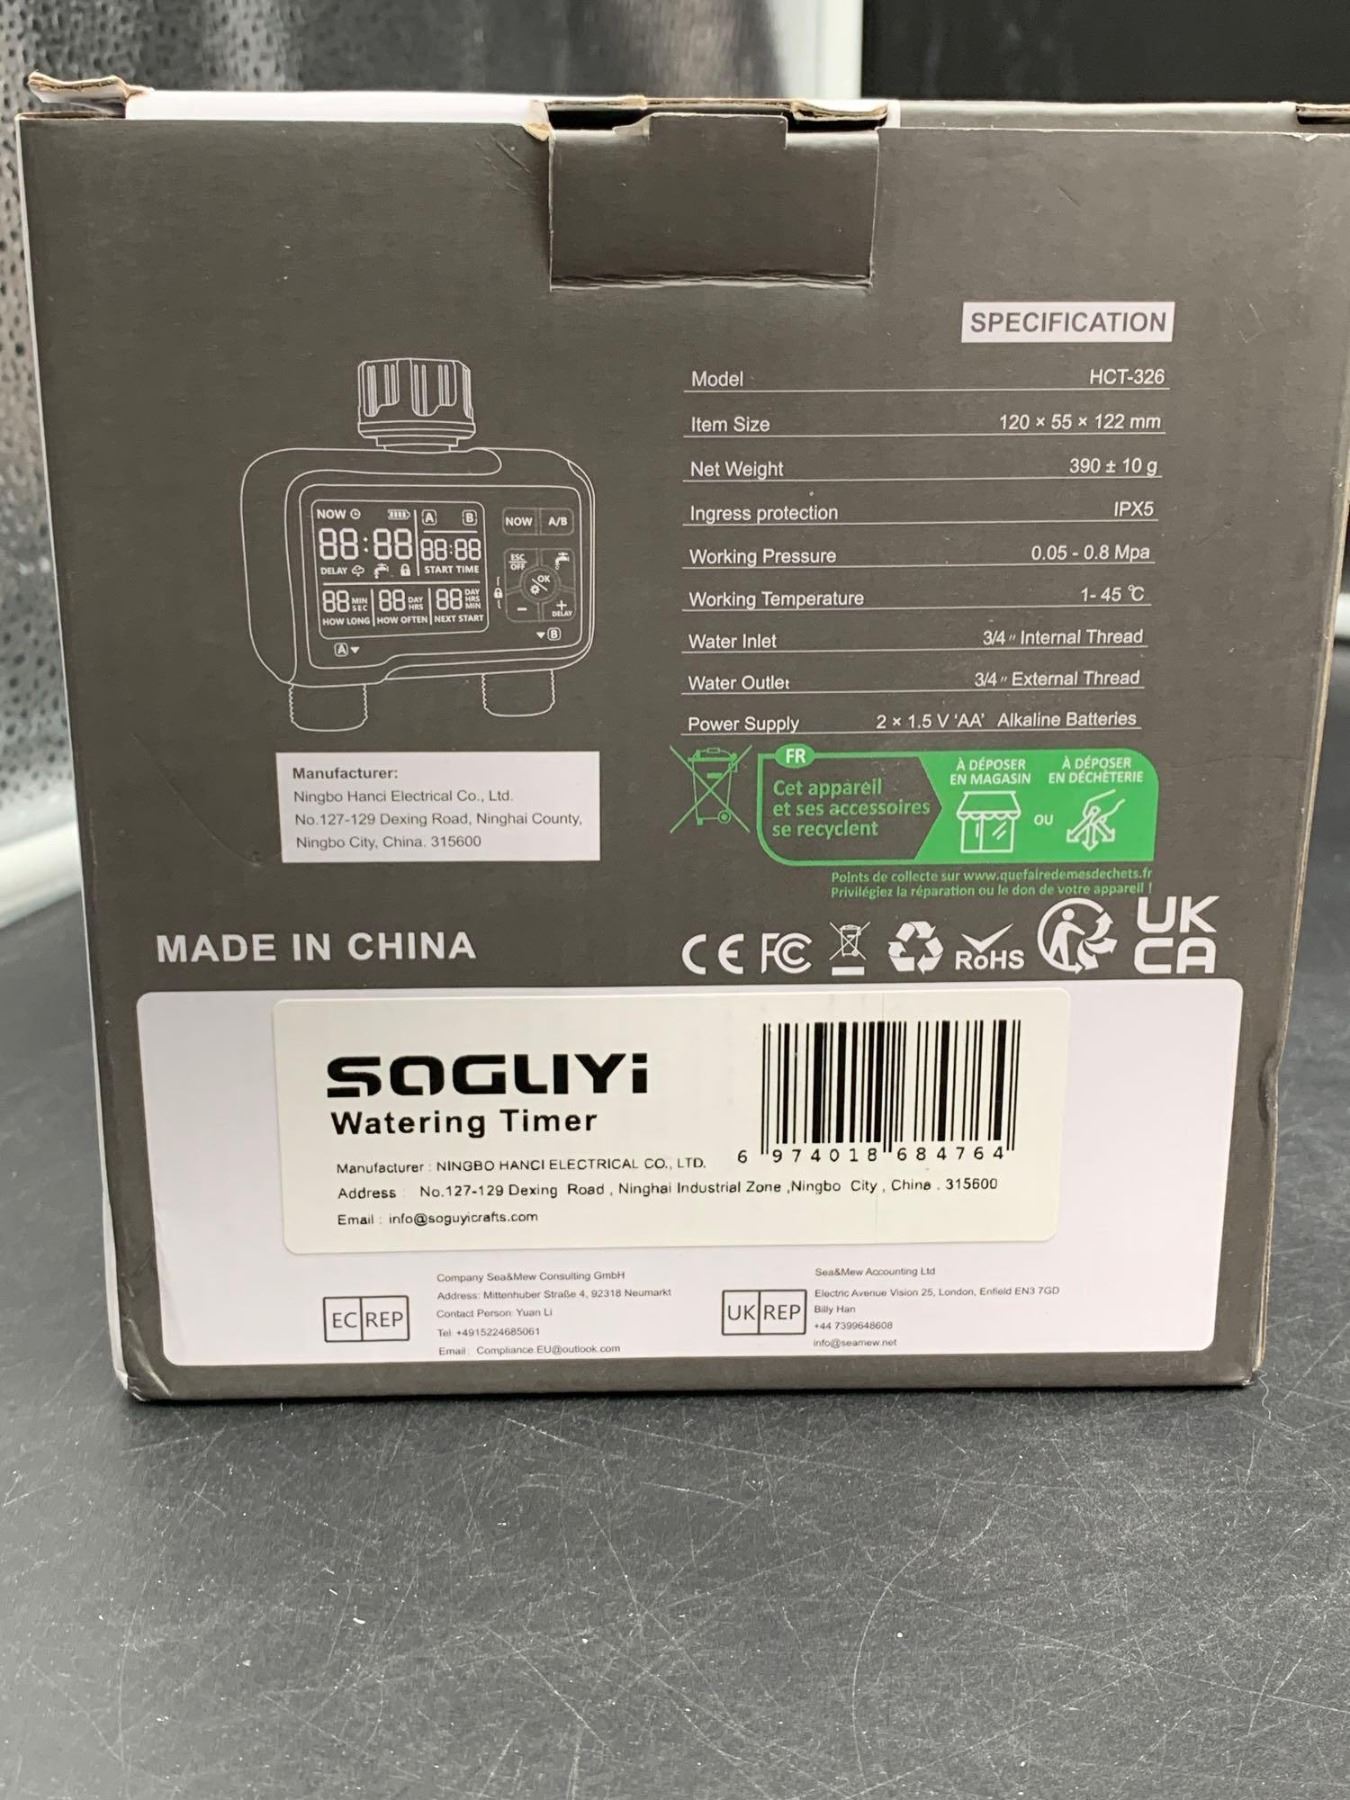 SPECIFICATION
Model HCT-326
Item Size 120 × 55 × 122 mm
Net Weight 390 ± 10 g
Ingress protection IPX5
Working Pressure 0.05 - 0.8 Mpa
Working Temperature 1- 45 ℃
Water Inlet 3/4〃Internal Thread
Water Outlet 3/4〃External Thread
Power Supply 2 × 1.5 V 'AA' Alkaline Batteries
NOW A B
88:88 88:88
DELAY START TIME
88 MIN SEC 88 DAY HRS 88 DAY HRS MIN
HOW LONG HOW OFTEN NEXT START
NOW A/B
ESC OFF
OK
- + DELAY
A B
Manufacturer:
Ningbo Hanci Electrical Co., Ltd.
No.127-129 Dexing Road, Ninghai County,
Ningbo City, China. 315600
FR
Cet appareil
et ses accessoires
se recyclent
À DÉPOSER
EN MAGASIN
OU
À DÉPOSER
EN DÉCHÈTERIE
Points de collecte sur www.quefairedemesdechets.fr
Privilégiez la réparation ou le don de votre appareil !
MADE IN CHINA
CE FC RoHS UK
CA
SOGUYi
Watering Timer
6 974018 684764
Manufacturer : NINGBO HANCI ELECTRICAL CO., LTD.
Address : No.127-129 Dexing Road , Ninghai Industrial Zone ,Ningbo City , China . 315600
Email : info@soguyicrafts.com
EC REP
Company Sea&Mew Consulting GmbH
Address: Mittenhuber Straße 4, 92318 Neumarkt
Contact Person: Yuan Li
Tel: +4915224685061
Email: Compliance.EU@outlook.com
UK REP
Sea&Mew Accounting Ltd
Electric Avenue Vision 25, London, Enfield EN3 7GD
Billy Han
+44 7399648608
info@seamew.net